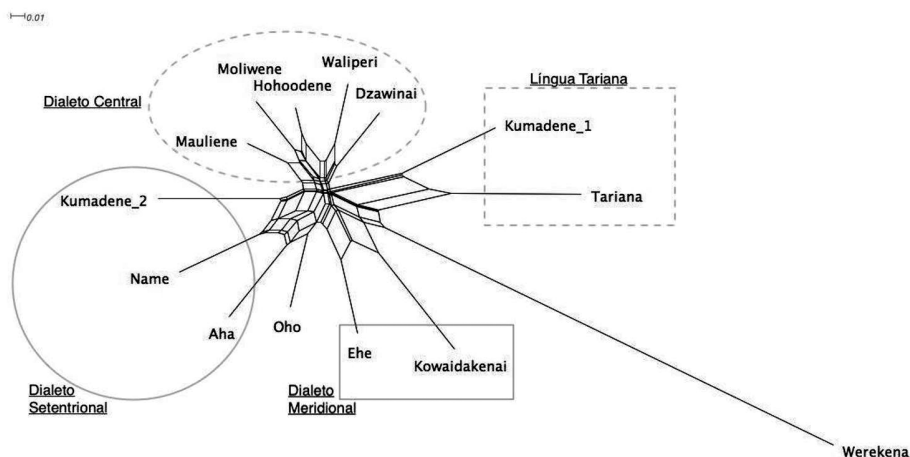 0.01
Waliperi
Moliwene
Hohoodene
Língua Tariana
Dialeto Central
Dzawinai
Kumadene_1
Mauliene
Kumadene_2
Tariana
Name
Aha
Oho
Ehe
Kowaidakenai
Dialeto
Setentrional
Dialeto
Meridional
Werekena